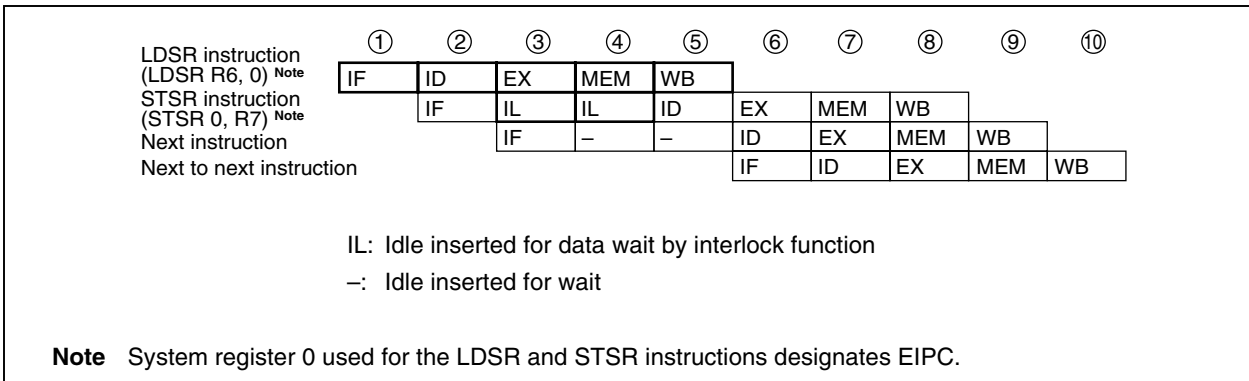 ① ② ③ ④ ⑤ ⑥ ⑦ ⑧ ⑨ ⑩
LDSR instruction
(LDSR R6, 0) Note
IF ID EX MEM WB
STSR instruction
(STSR 0, R7) Note
IF IL IL ID EX MEM WB
Next instruction
IF – – ID EX MEM WB
Next to next instruction
IF ID EX MEM WB
IL: Idle inserted for data wait by interlock function
–: Idle inserted for wait
Note System register 0 used for the LDSR and STSR instructions designates EIPC.